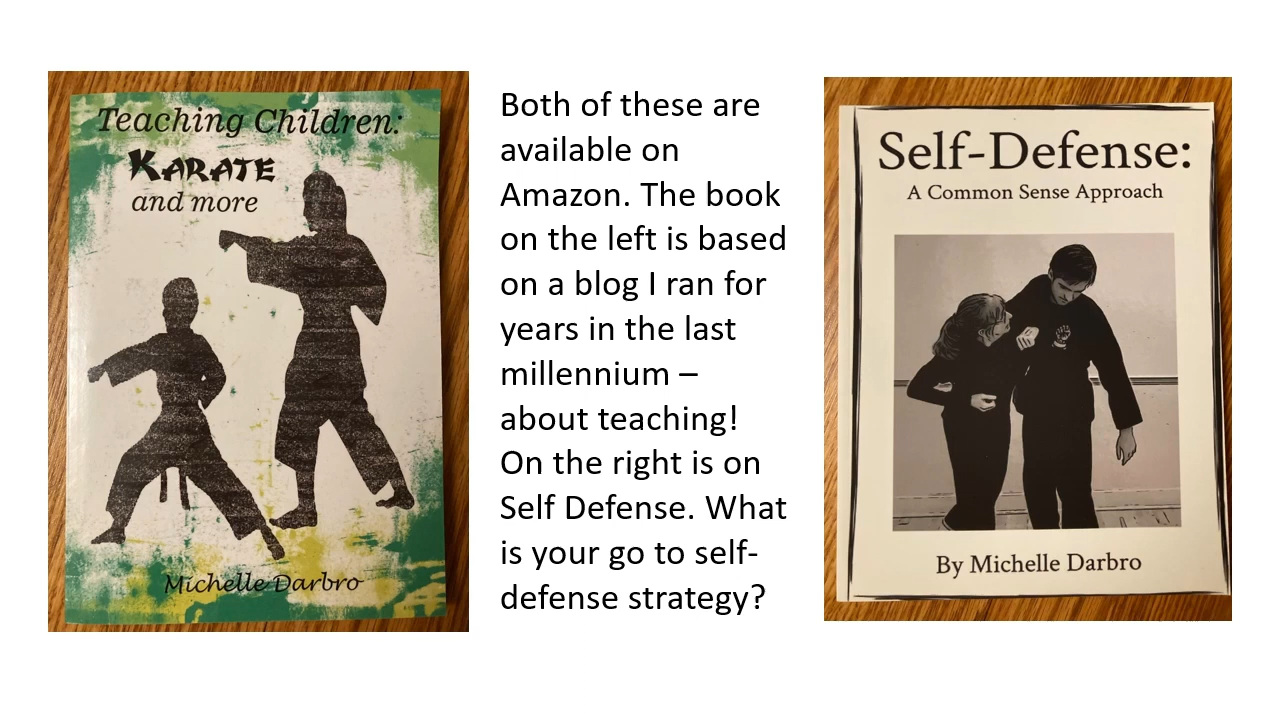 Teaching Children:
KARATE
and more
Michelle Darbro
Both of these are
available on
Amazon. The book
on the left is based
on a blog I ran for
years in the last
millennium –
about teaching!
On the right is on
Self Defense. What
is your go to self-
defense strategy?
Self-Defense:
A Common Sense Approach
By Michelle Darbro